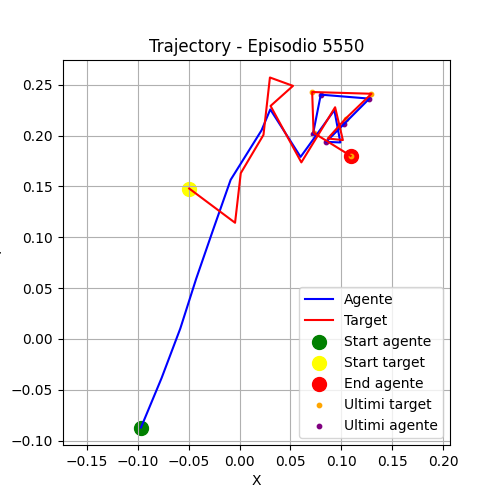 Trajectory - Episodio 5550
0.25
0.20
0.15
0.10
0.05
0.00
−0.05
−0.10
Agente
Target
Start agente
Start target
End agente
Ultimi target
Ultimi agente
−0.15 −0.10 −0.05 0.00 0.05 0.10 0.15 0.20
X